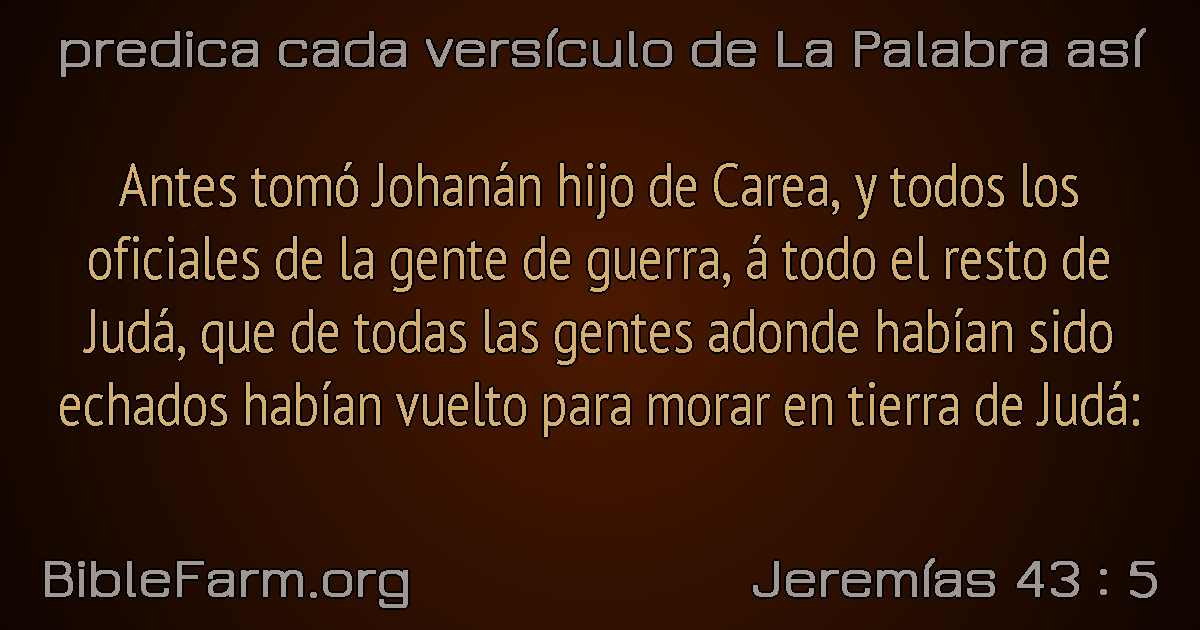 predica cada versículo de La Palabra así
Antes tomó Johanán hijo de Carea, y todos los
oficiales de la gente de guerra, á todo el resto de
Judá, que de todas las gentes adonde habían sido
echados habían vuelto para morar en tierra de Judá:
BibleFarm.org
Jeremías 43 : 5